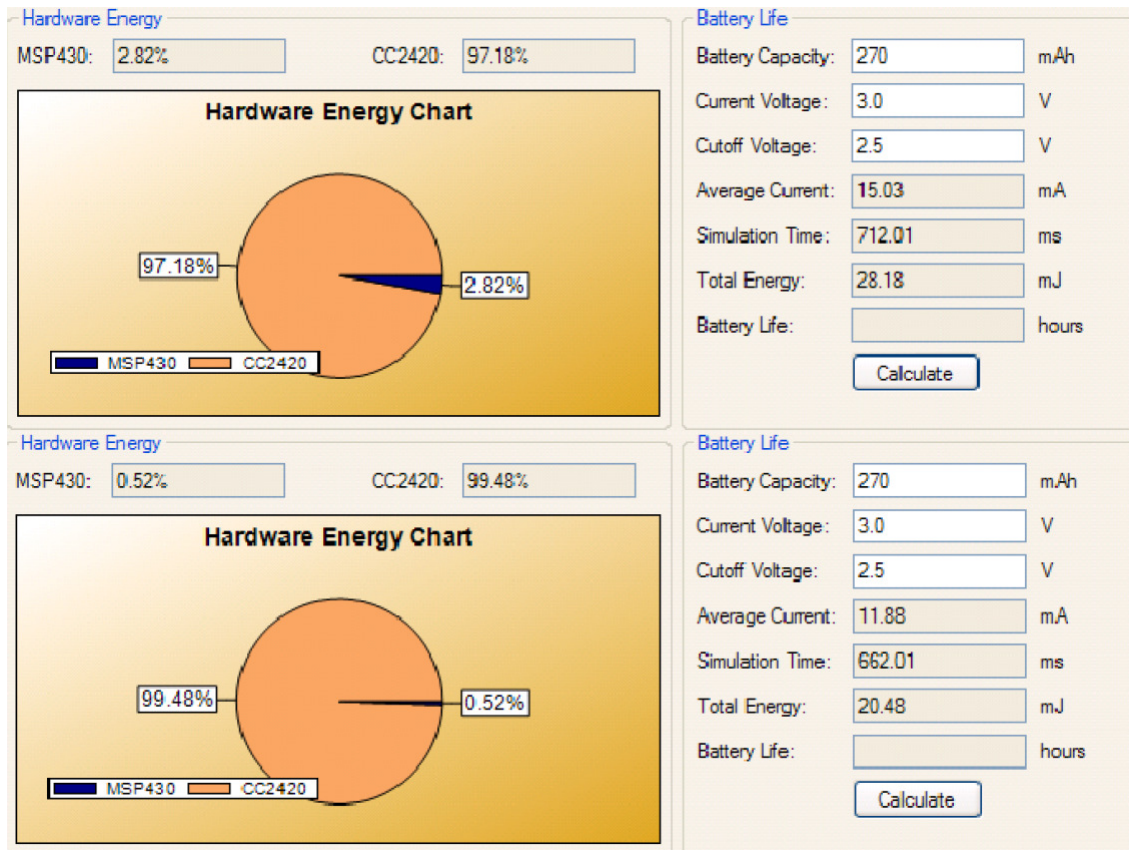 Hardware Energy
MSP430: 2.82% CC2420: 97.18%
Hardware Energy Chart
97.18%
2.82%
MSP430 CC2420
Battery Life
Battery Capacity: 270 mAh
Current Voltage: 3.0 V
Cutoff Voltage: 2.5 V
Average Current: 15.03 mA
Simulation Time: 712.01 ms
Total Energy: 28.18 mJ
Battery Life: hours
Calculate
Hardware Energy
MSP430: 0.52% CC2420: 99.48%
Hardware Energy Chart
99.48%
0.52%
MSP430 CC2420
Battery Life
Battery Capacity: 270 mAh
Current Voltage: 3.0 V
Cutoff Voltage: 2.5 V
Average Current: 11.88 mA
Simulation Time: 662.01 ms
Total Energy: 20.48 mJ
Battery Life: hours
Calculate